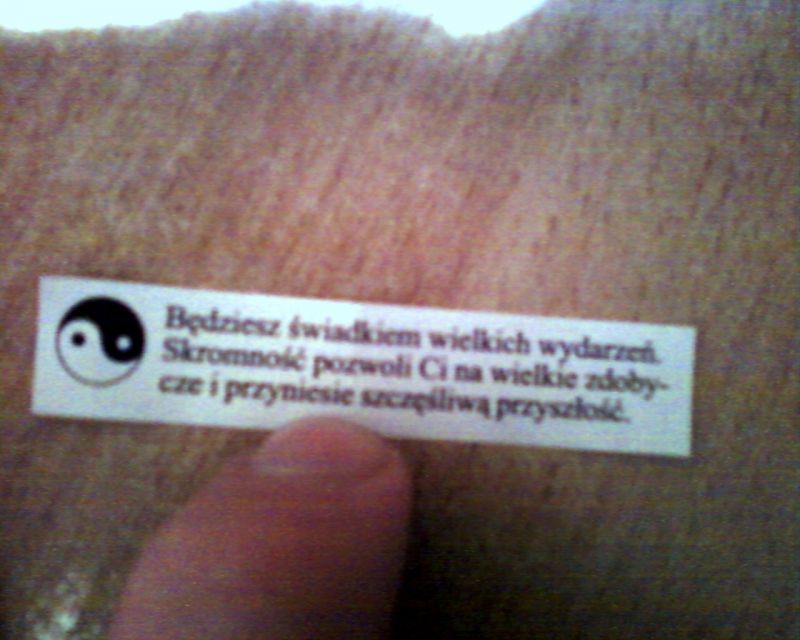 Będziesz świadkiem wielkich wydarzeń.
Skromność pozwoli Ci na wielkie zdoby-
cze i przyniesie szczęśliwą przyszłość.